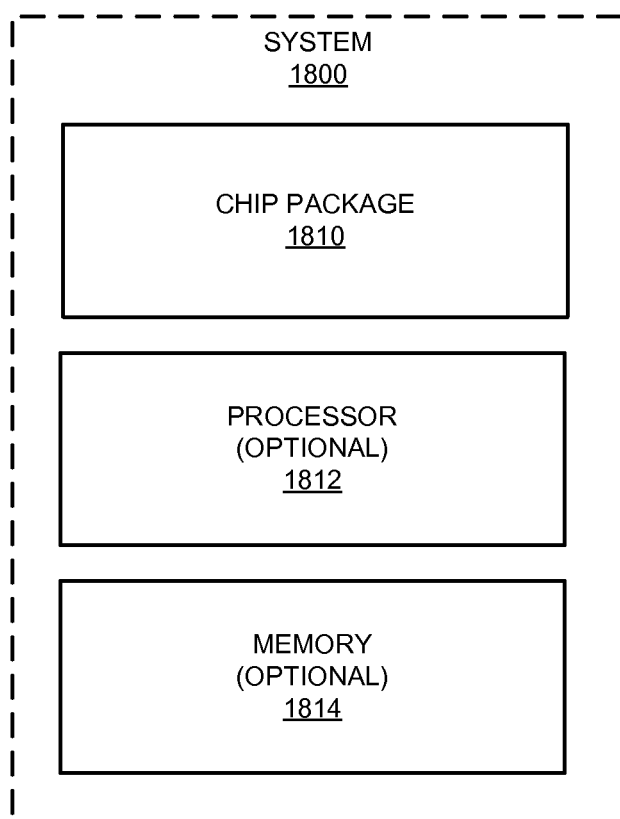 SYSTEM
1800
CHIP PACKAGE
1810
PROCESSOR
(OPTIONAL)
1812
MEMORY
(OPTIONAL)
1814